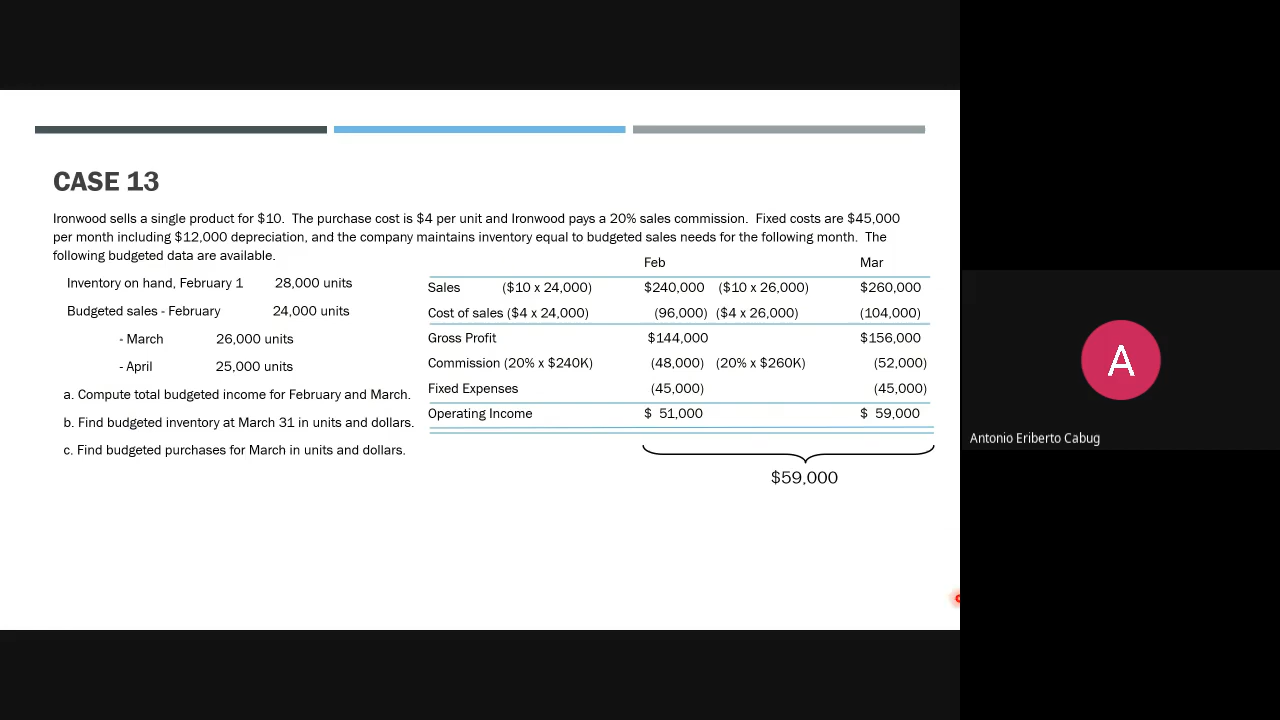 CASE 13
Ironwood sells a single product for $10. The purchase cost is $4 per unit and Ironwood pays a 20% sales commission. Fixed costs are $45,000
per month including $12,000 depreciation, and the company maintains inventory equal to budgeted sales needs for the following month. The
following budgeted data are available.
Inventory on hand, February 1 28,000 units
Budgeted sales - February 24,000 units
- March 26,000 units
- April 25,000 units
a. Compute total budgeted income for February and March.
b. Find budgeted inventory at March 31 in units and dollars.
c. Find budgeted purchases for March in units and dollars.
Feb Mar
Sales ($10 x 24,000) $240,000 ($10 x 26,000) $260,000
Cost of sales ($4 x 24,000) (96,000) ($4 x 26,000) (104,000)
Gross Profit $144,000 $156,000
Commission (20% x $240K) (48,000) (20% x $260K) (52,000)
Fixed Expenses (45,000) (45,000)
Operating Income $ 51,000 $ 59,000
$59,000
A
Antonio Eriberto Cabug